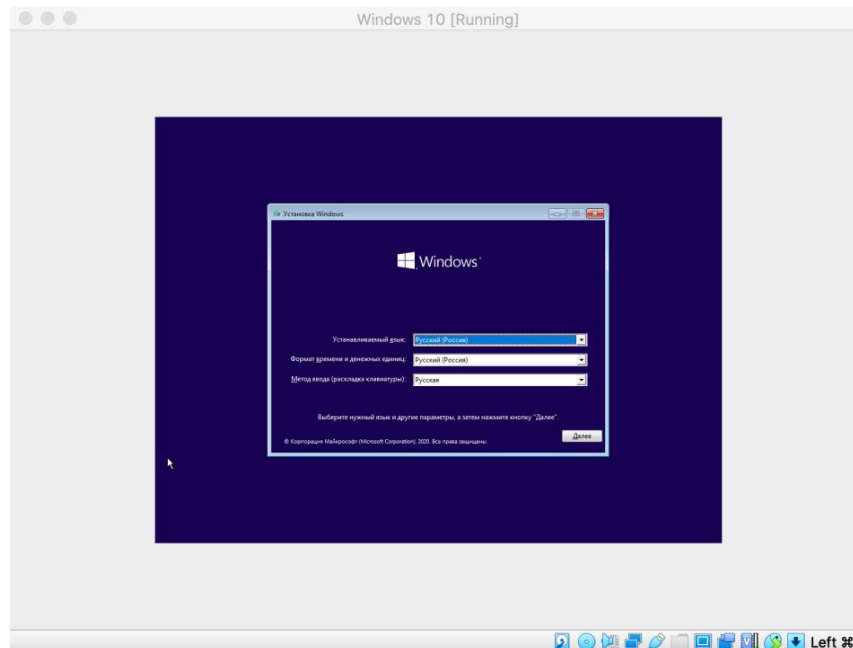 Windows 10 [Running]
Установка Windows
Windows
Устанавливаемый язык: Русский (Россия)
Формат времени и денежных единиц: Русский (Россия)
Метод ввода (раскладка клавиатуры): Русская
Выберите нужный язык и другие параметры, а затем нажмите кнопку "Далее".
Далее
© Корпорация Майкрософт (Microsoft Corporation), 2020. Все права защищены.
Left ⌘